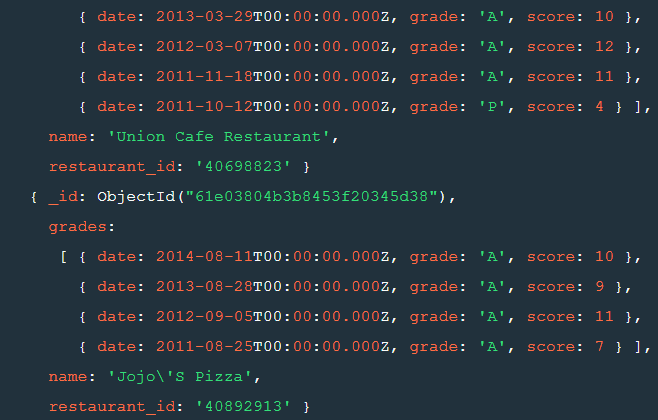 { date: 2013-03-29T00:00:00.000Z, grade: 'A', score: 10 },
{ date: 2012-03-07T00:00:00.000Z, grade: 'A', score: 12 },
{ date: 2011-11-18T00:00:00.000Z, grade: 'A', score: 11 },
{ date: 2011-10-12T00:00:00.000Z, grade: 'P', score: 4 } ],
name: 'Union Cafe Restaurant',
restaurant_id: '40698823' }
{ _id: ObjectId("61e03804b3b8453f20345d38"),
grades:
[ { date: 2014-08-11T00:00:00.000Z, grade: 'A', score: 10 },
{ date: 2013-08-28T00:00:00.000Z, grade: 'A', score: 9 },
{ date: 2012-09-05T00:00:00.000Z, grade: 'A', score: 11 },
{ date: 2011-08-25T00:00:00.000Z, grade: 'A', score: 7 } ],
name: 'Jojo\'S Pizza',
restaurant_id: '40892913' }